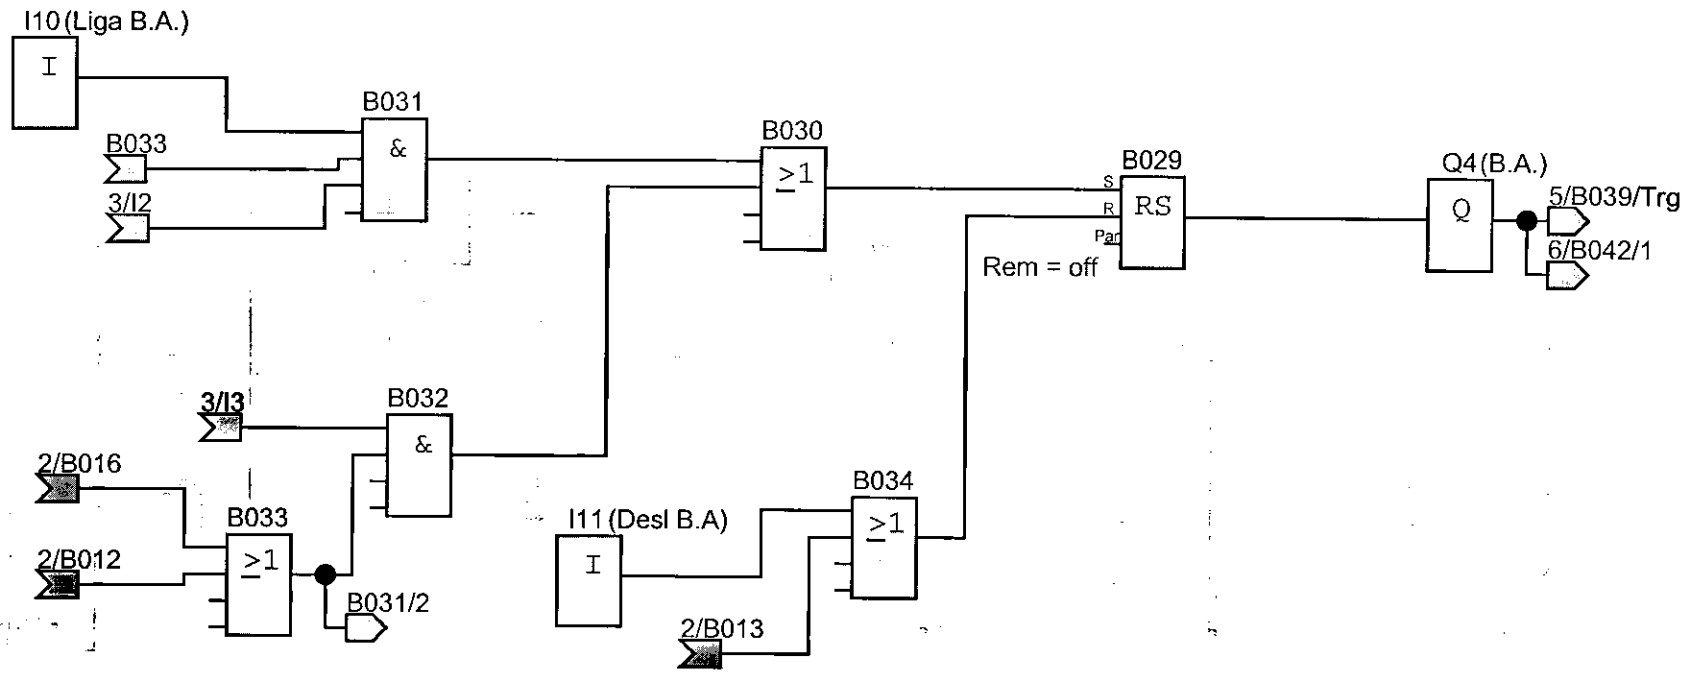 I10(Liga B.A.)
I
B031
&
B033
3/I2
B030
≥1
B029
S
R
RS
Par
Rem = off
Q4(B.A.)
Q
5/B039/Trg
6/B042/1
3/I3
B032
&
2/B016
B033
≥1
2/B012
B031/2
I11(Desl B.A)
I
B034
≥1
2/B013